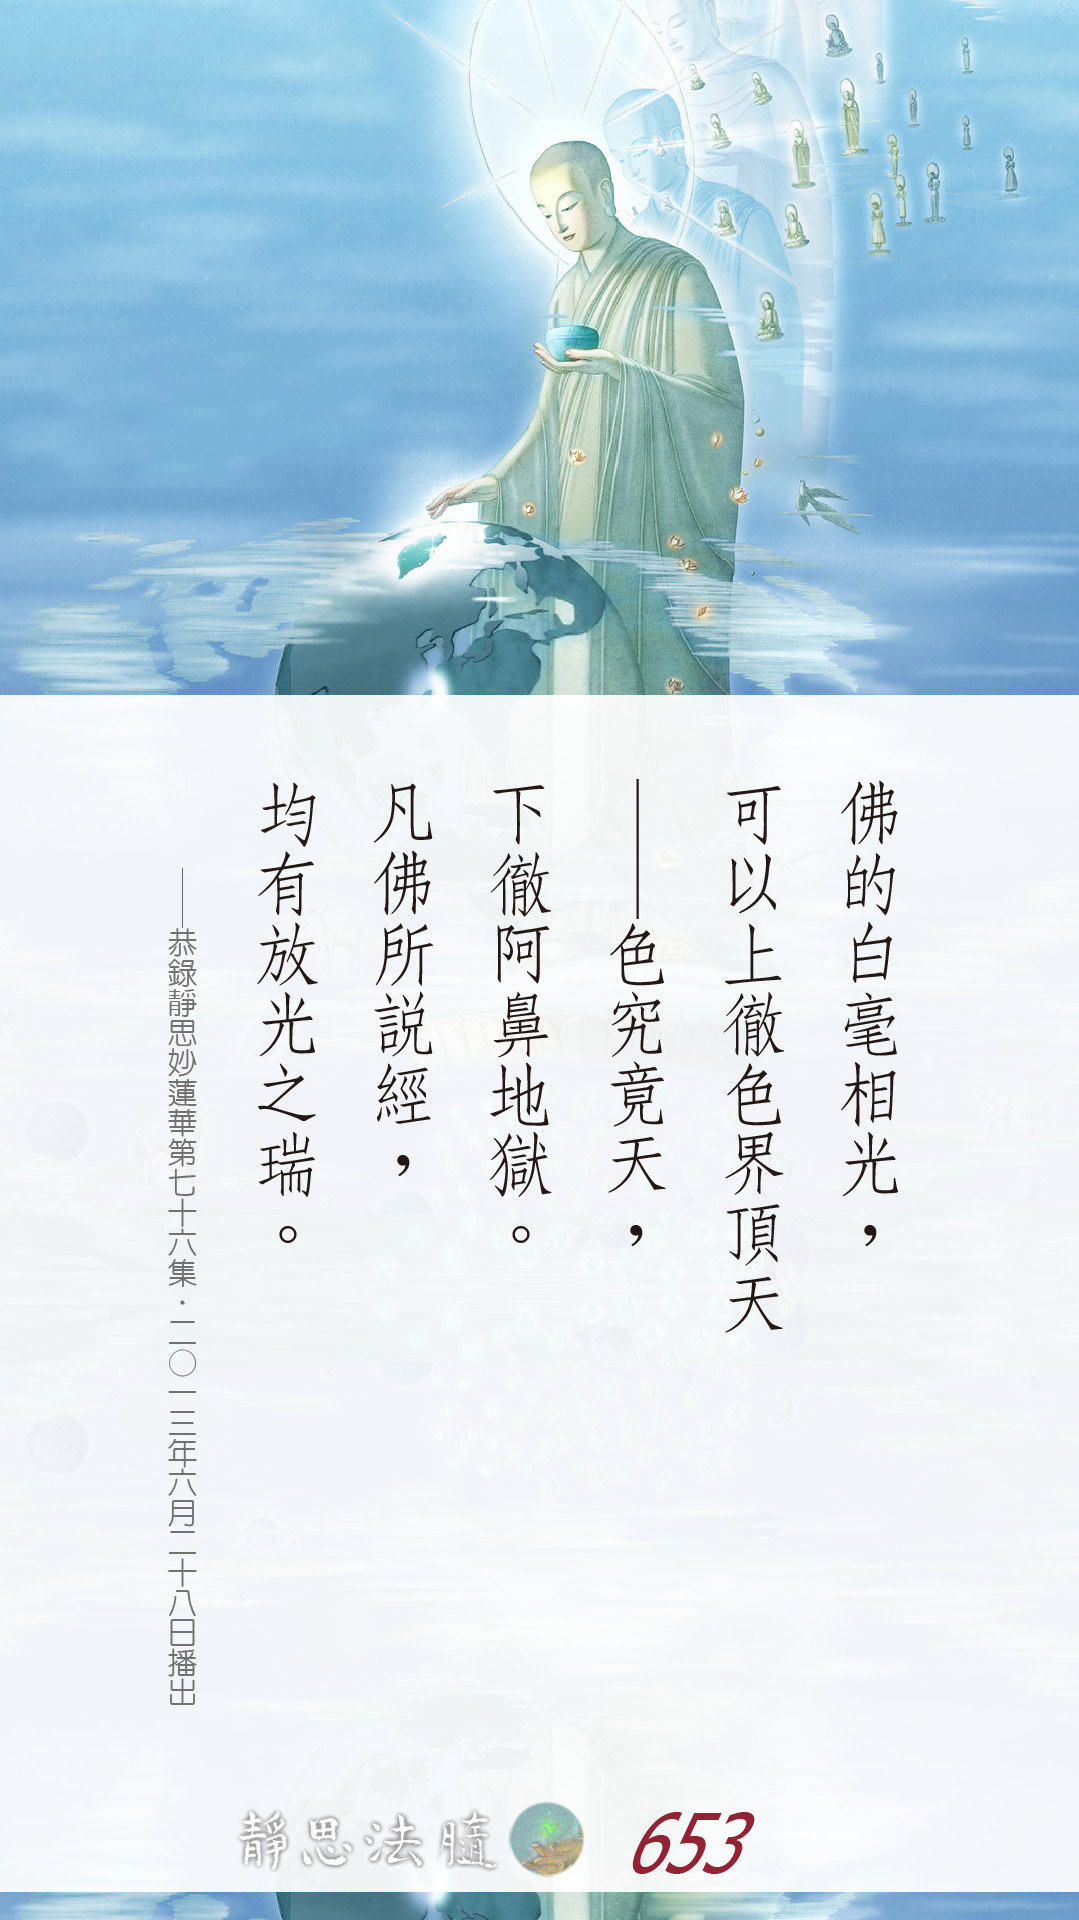 佛的白毫相光，
可以上徹色界頂天
——色究竟天，
下徹阿鼻地獄。
凡佛所說經，
均有放光之瑞。
——恭錄靜思妙蓮華第七十六集．二〇一三年六月二十八日播出
靜思法髓
653